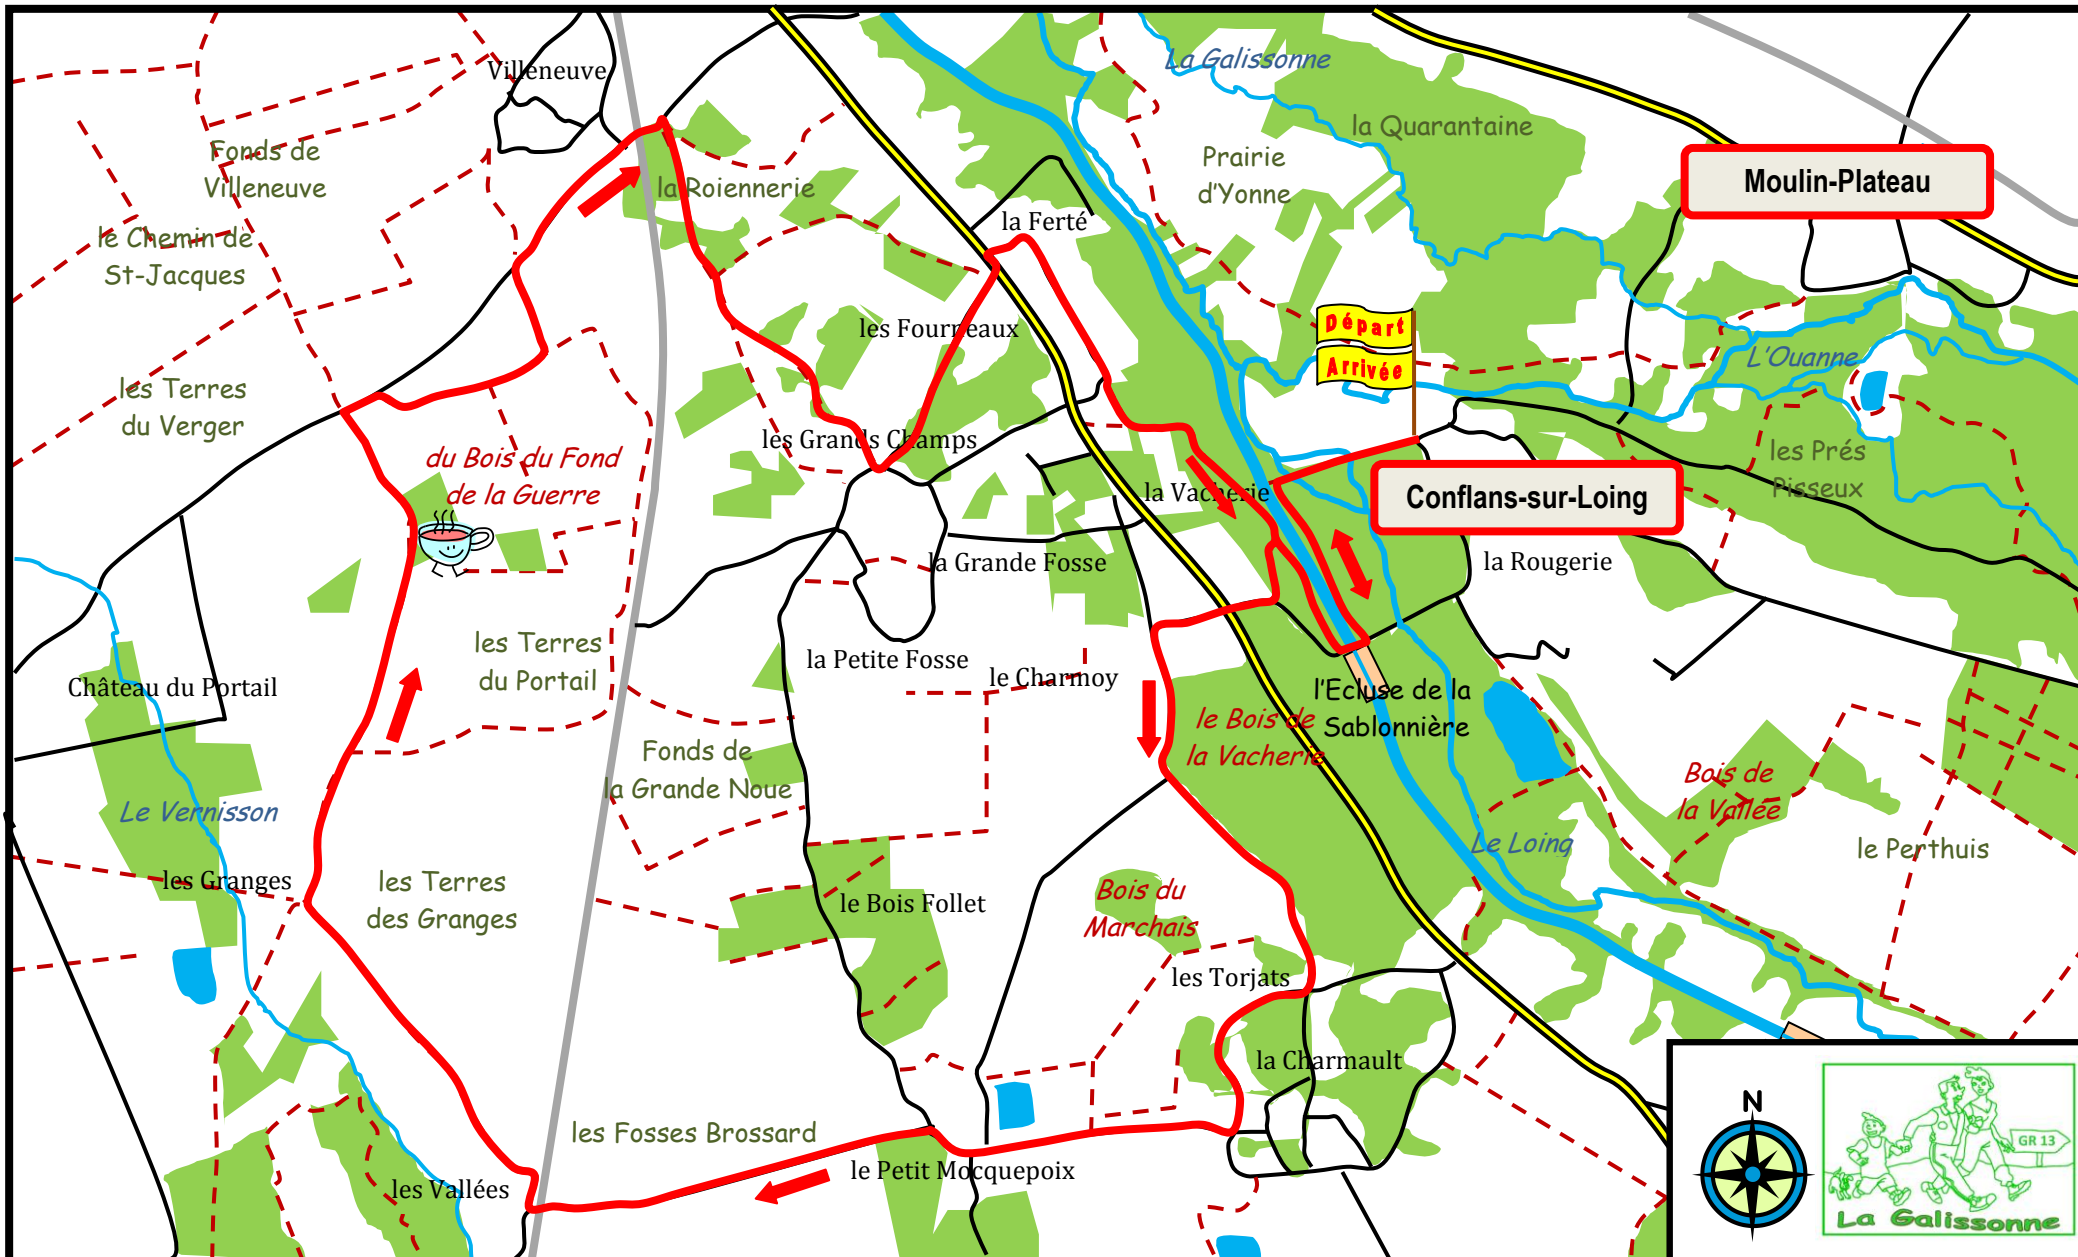 La Galissonne
Villeneuve
la Quarantaine
Fonds de
Villeneuve
Prairie
d'Yonne
la Roiennerie
Moulin-Plateau
la Ferté
le Chemin de
St-Jacques
les Fourneaux
Départ
Arrivée
L'Ouanne
les Terres
du Verger
les Grands Champs
du Bois du Fond
de la Guerre
les Prés
Pisseux
la Vacherie
Conflans-sur-Loing
la Grande Fosse
la Rougerie
les Terres
du Portail
la Petite Fosse
le Charmoy
Château du Portail
l'Ecluse de la
Sablonnière
le Bois de
la Vacherie
Fonds de
la Grande Noue
Bois de
la Vallée
Le Vernisson
Le Loing
le Perthuis
les Granges
les Terres
des Granges
le Bois Follet
Bois du
Marchais
les Torjats
la Charmault
les Fosses Brossard
le Petit Mocquepoix
les Vallées
N
GR 13
La Galissonne